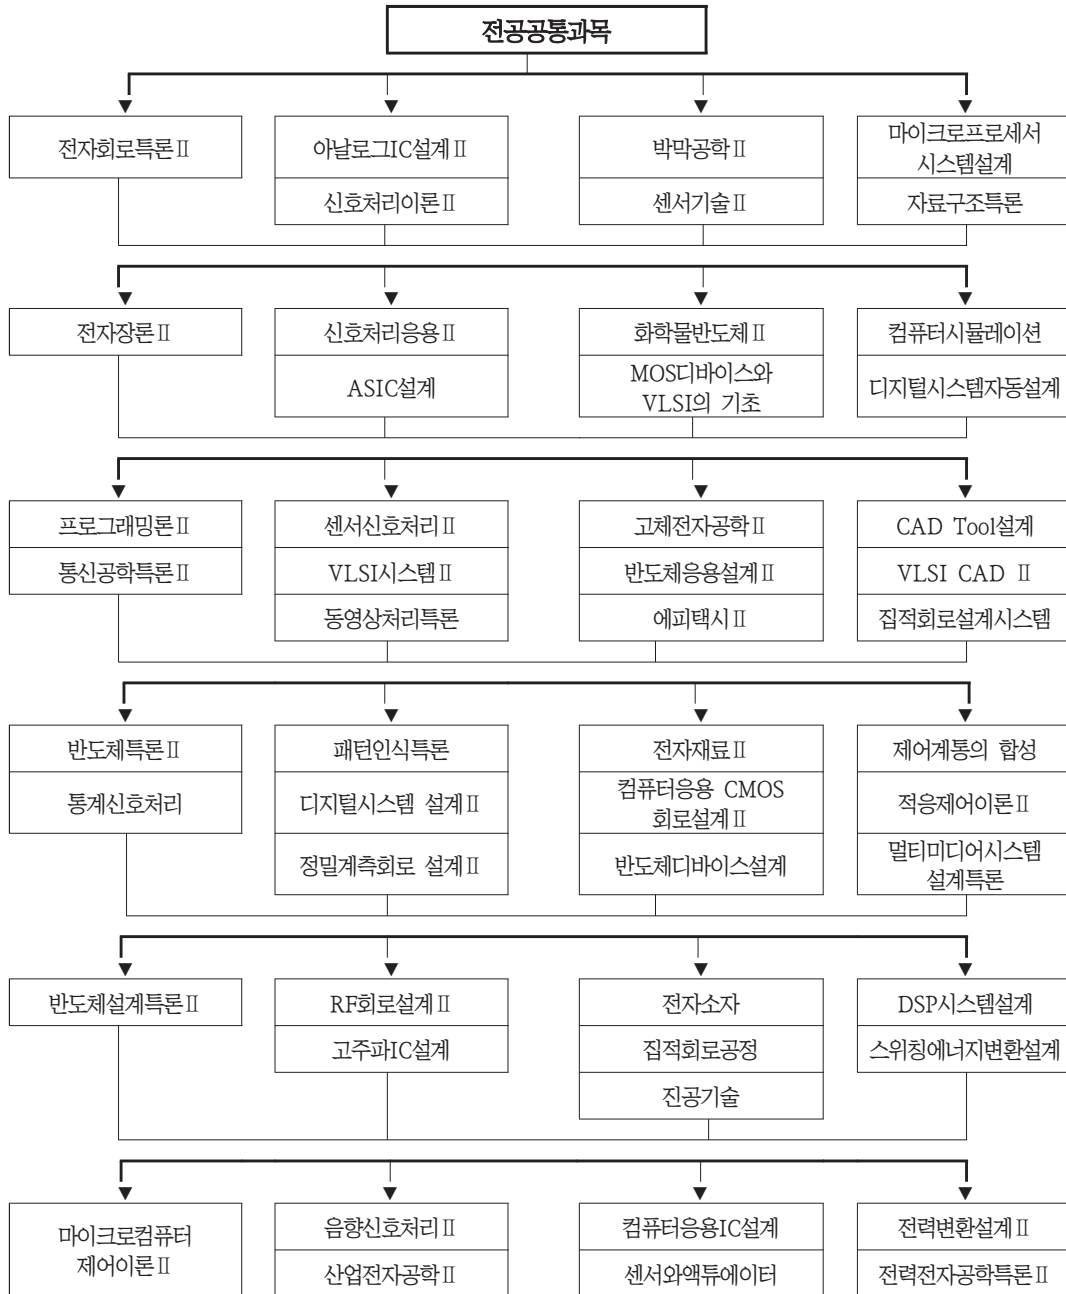 전공공통과목
전자회로특론Ⅱ
아날로그IC설계Ⅱ
박막공학Ⅱ
마이크로프로세서
시스템설계
신호처리이론Ⅱ
센서기술Ⅱ
자료구조특론
전자장론Ⅱ
신호처리응용Ⅱ
화학물반도체Ⅱ
컴퓨터시뮬레이션
ASIC설계
MOS디바이스와
VLSI의 기초
디지털시스템자동설계
프로그래밍론Ⅱ
센서신호처리Ⅱ
고체전자공학Ⅱ
CAD Tool설계
통신공학특론Ⅱ
VLSI시스템Ⅱ
반도체응용설계Ⅱ
VLSI CAD Ⅱ
동영상처리특론
에피택시Ⅱ
집적회로설계시스템
반도체특론Ⅱ
패턴인식특론
전자재료Ⅱ
제어계통의 합성
통계신호처리
디지털시스템 설계Ⅱ
컴퓨터응용 CMOS
회로설계Ⅱ
적응제어이론Ⅱ
정밀계측회로 설계Ⅱ
반도체디바이스설계
멀티미디어시스템
설계특론
반도체설계특론Ⅱ
RF회로설계Ⅱ
전자소자
DSP시스템설계
고주파IC설계
집적회로공정
스위칭에너지변환설계
진공기술
마이크로컴퓨터
제어이론Ⅱ
음향신호처리Ⅱ
컴퓨터응용IC설계
전력변환설계Ⅱ
산업전자공학Ⅱ
센서와액튜에이터
전력전자공학특론Ⅱ